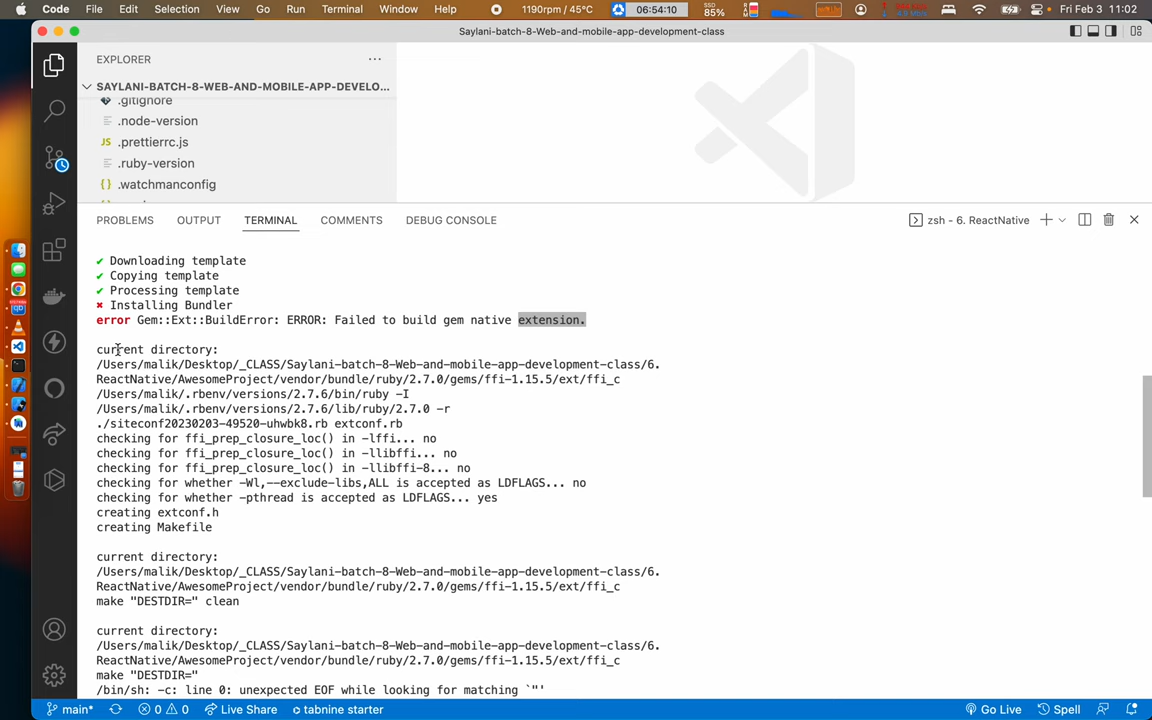 Code File Edit Selection View Go Run Terminal Window Help 1190rpm / 45°C 06:54:10 SSD 85% Fri Feb 3 11:02
Saylani-batch-8-Web-and-mobile-app-development-class
EXPLORER
SAYLANI-BATCH-8-WEB-AND-MOBILE-APP-DEVELO...
.gitignore
.node-version
JS .prettierrc.js
.ruby-version
{} .watchmanconfig
PROBLEMS OUTPUT TERMINAL COMMENTS DEBUG CONSOLE zsh - 6. ReactNative
✔ Downloading template
✔ Copying template
✔ Processing template
✖ Installing Bundler
error Gem::Ext::BuildError: ERROR: Failed to build gem native extension.
current directory:
/Users/malik/Desktop/_CLASS/Saylani-batch-8-Web-and-mobile-app-development-class/6.
ReactNative/AwesomeProject/vendor/bundle/ruby/2.7.0/gems/ffi-1.15.5/ext/ffi_c
/Users/malik/.rbenv/versions/2.7.6/bin/ruby -I
/Users/malik/.rbenv/versions/2.7.6/lib/ruby/2.7.0 -r
./siteconf20230203-49520-uhwbk8.rb extconf.rb
checking for ffi_prep_closure_loc() in -lffi... no
checking for ffi_prep_closure_loc() in -llibffi... no
checking for ffi_prep_closure_loc() in -llibffi-8... no
checking for whether -Wl,--exclude-libs,ALL is accepted as LDFLAGS... no
checking for whether -pthread is accepted as LDFLAGS... yes
creating extconf.h
creating Makefile
current directory:
/Users/malik/Desktop/_CLASS/Saylani-batch-8-Web-and-mobile-app-development-class/6.
ReactNative/AwesomeProject/vendor/bundle/ruby/2.7.0/gems/ffi-1.15.5/ext/ffi_c
make "DESTDIR=" clean
current directory:
/Users/malik/Desktop/_CLASS/Saylani-batch-8-Web-and-mobile-app-development-class/6.
ReactNative/AwesomeProject/vendor/bundle/ruby/2.7.0/gems/ffi-1.15.5/ext/ffi_c
make "DESTDIR="
/bin/sh: -c: line 0: unexpected EOF while looking for matching `"'
main* 0 0 Live Share tabnine starter Go Live Spell